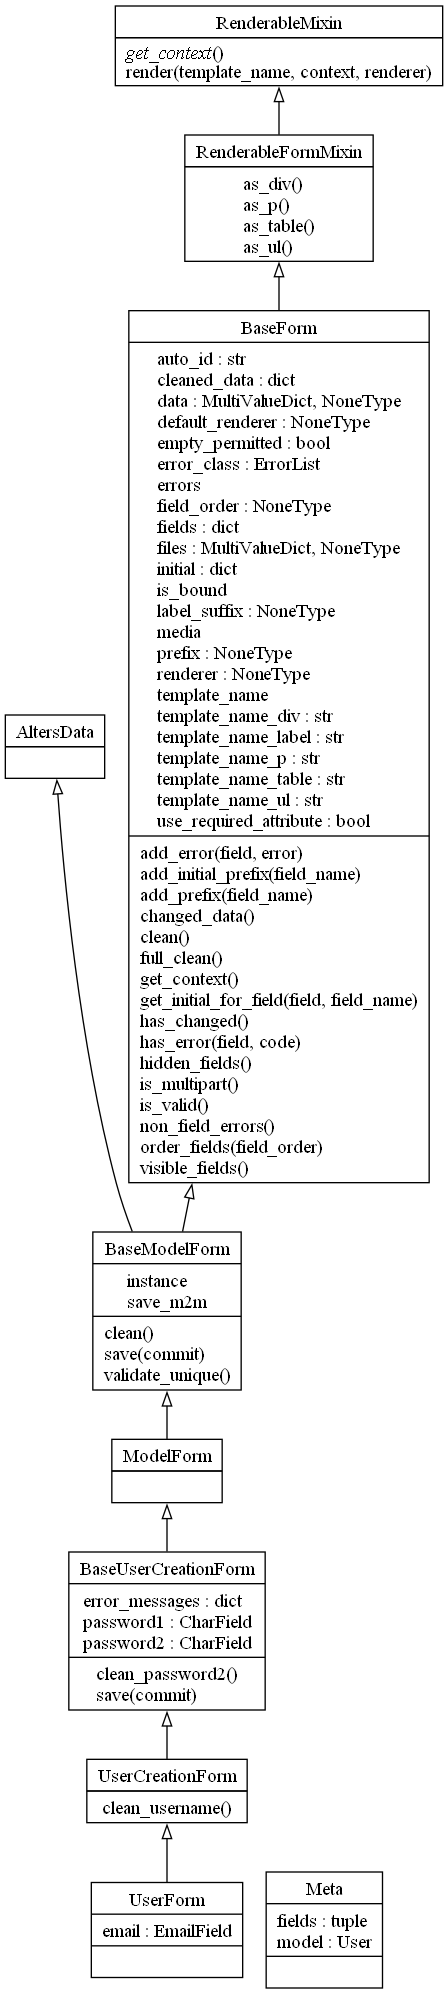 RenderableMixin
get_context()
render(template_name, context, renderer)
RenderableFormMixin
as_div()
as_p()
as_table()
as_ul()
BaseForm
auto_id : str
cleaned_data : dict
data : MultiValueDict, NoneType
default_renderer : NoneType
empty_permitted : bool
error_class : ErrorList
errors
field_order : NoneType
fields : dict
files : MultiValueDict, NoneType
initial : dict
is_bound
label_suffix : NoneType
media
prefix : NoneType
renderer : NoneType
template_name
template_name_div : str
template_name_label : str
template_name_p : str
template_name_table : str
template_name_ul : str
use_required_attribute : bool
add_error(field, error)
add_initial_prefix(field_name)
add_prefix(field_name)
changed_data()
clean()
full_clean()
get_context()
get_initial_for_field(field, field_name)
has_changed()
has_error(field, code)
hidden_fields()
is_multipart()
is_valid()
non_field_errors()
order_fields(field_order)
visible_fields()
AltersData
BaseModelForm
instance
save_m2m
clean()
save(commit)
validate_unique()
ModelForm
BaseUserCreationForm
error_messages : dict
password1 : CharField
password2 : CharField
clean_password2()
save(commit)
UserCreationForm
clean_username()
UserForm
email : EmailField
Meta
fields : tuple
model : User